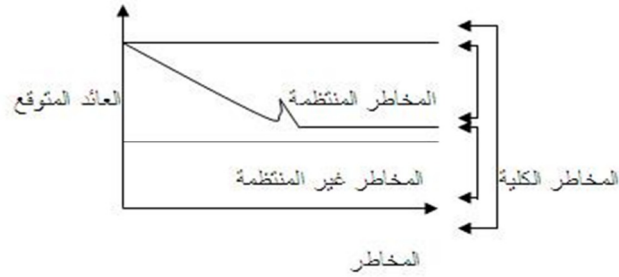 المخاطر المنتظمة
العائد المتوقع
المخاطر الكلية
المخاطر غير المنتظمة
المخاطر